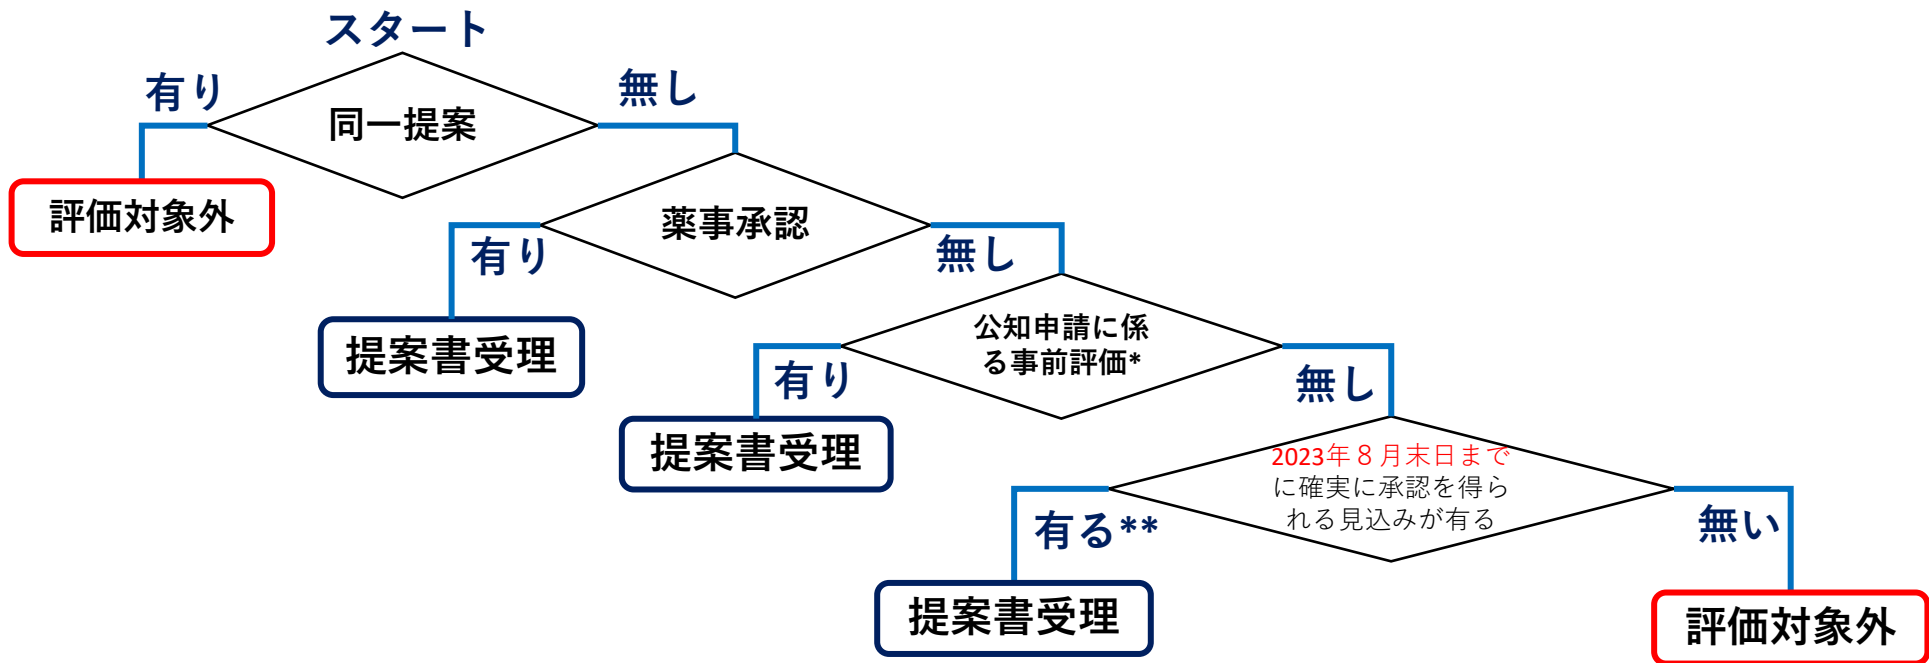 スタート
有り
無し
同一提案
評価対象外
薬事承認
有り
無し
提案書受理
公知申請に係
る事前評価*
有り
無し
提案書受理
2023年８月末日まで
に確実に承認を得ら
れる見込みが有る
有る**
無い
提案書受理
評価対象外